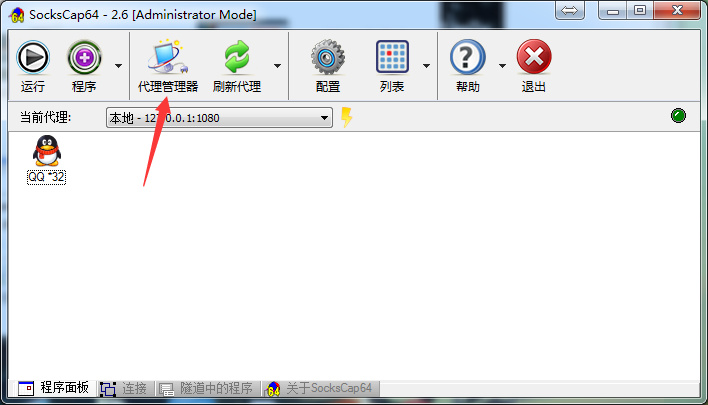 SocksCap64 - 2.6 [Administrator Mode]
运行 程序 代理管理器 刷新代理 配置 列表 帮助 退出
当前代理: 本地 - 127.0.0.1:1080
QQ *32
程序面板 连接 隧道中的程序 关于SocksCap64